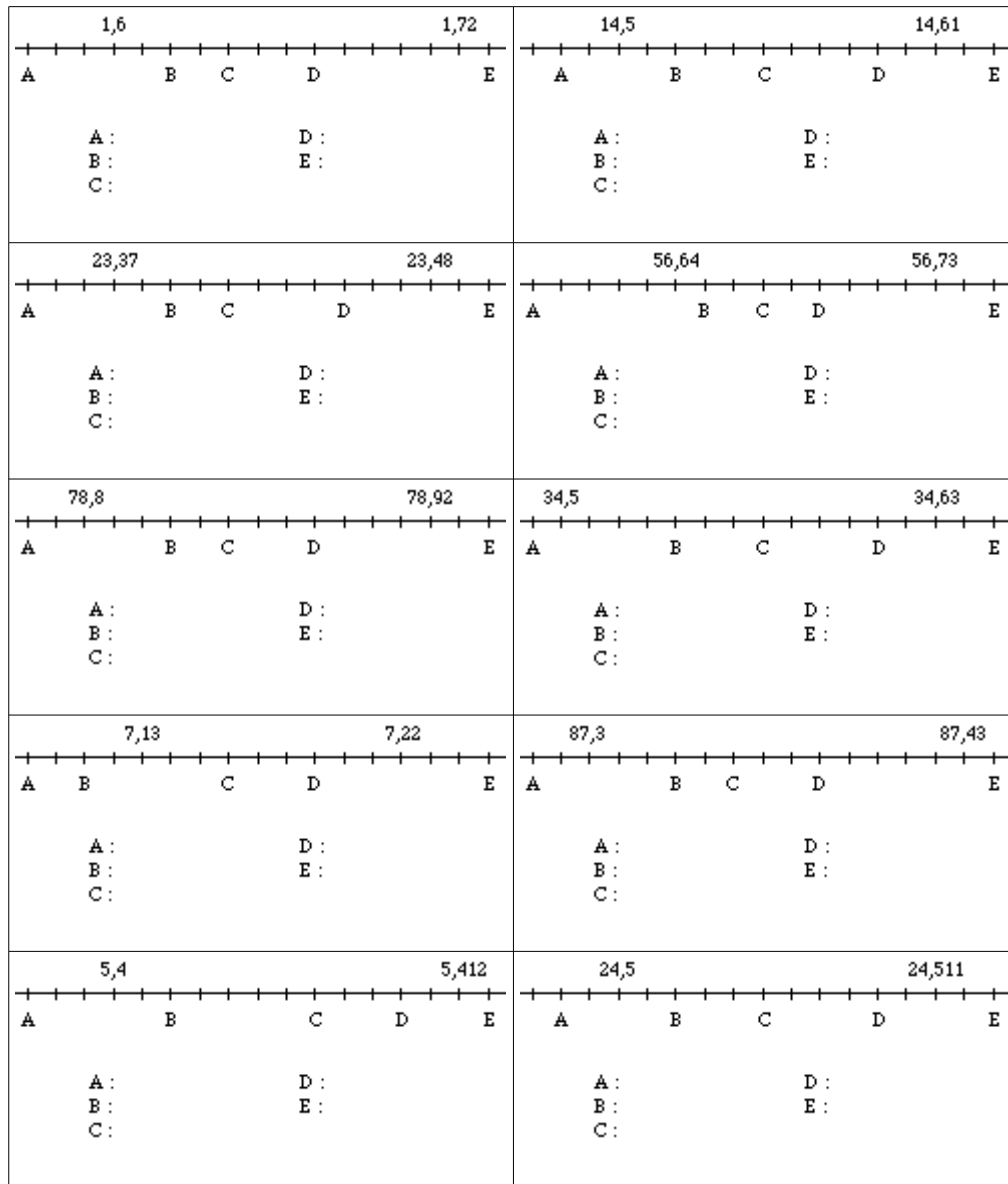 1,6 1,72
A B C D E
A : D :
B : E :
C :
14,5 14,61
A B C D E
A : D :
B : E :
C :
23,37 23,48
A B C D E
A : D :
B : E :
C :
56,64 56,73
A B C D E
A : D :
B : E :
C :
78,8 78,92
A B C D E
A : D :
B : E :
C :
34,5 34,63
A B C D E
A : D :
B : E :
C :
7,13 7,22
A B C D E
A : D :
B : E :
C :
87,3 87,43
A B C D E
A : D :
B : E :
C :
5,4 5,412
A B C D E
A : D :
B : E :
C :
24,5 24,511
A B C D E
A : D :
B : E :
C :